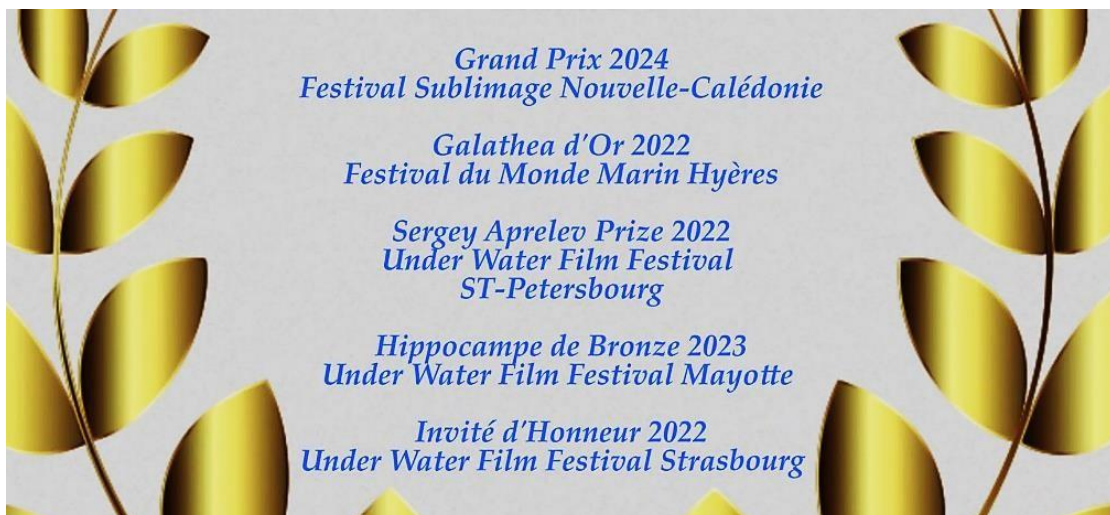 Grand Prix 2024
Festival Sublimage Nouvelle-Calédonie
Galathea d'Or 2022
Festival du Monde Marin Hyères
Sergey Aprelev Prize 2022
Under Water Film Festival
ST-Petersbourg
Hippocampe de Bronze 2023
Under Water Film Festival Mayotte
Invité d'Honneur 2022
Under Water Film Festival Strasbourg